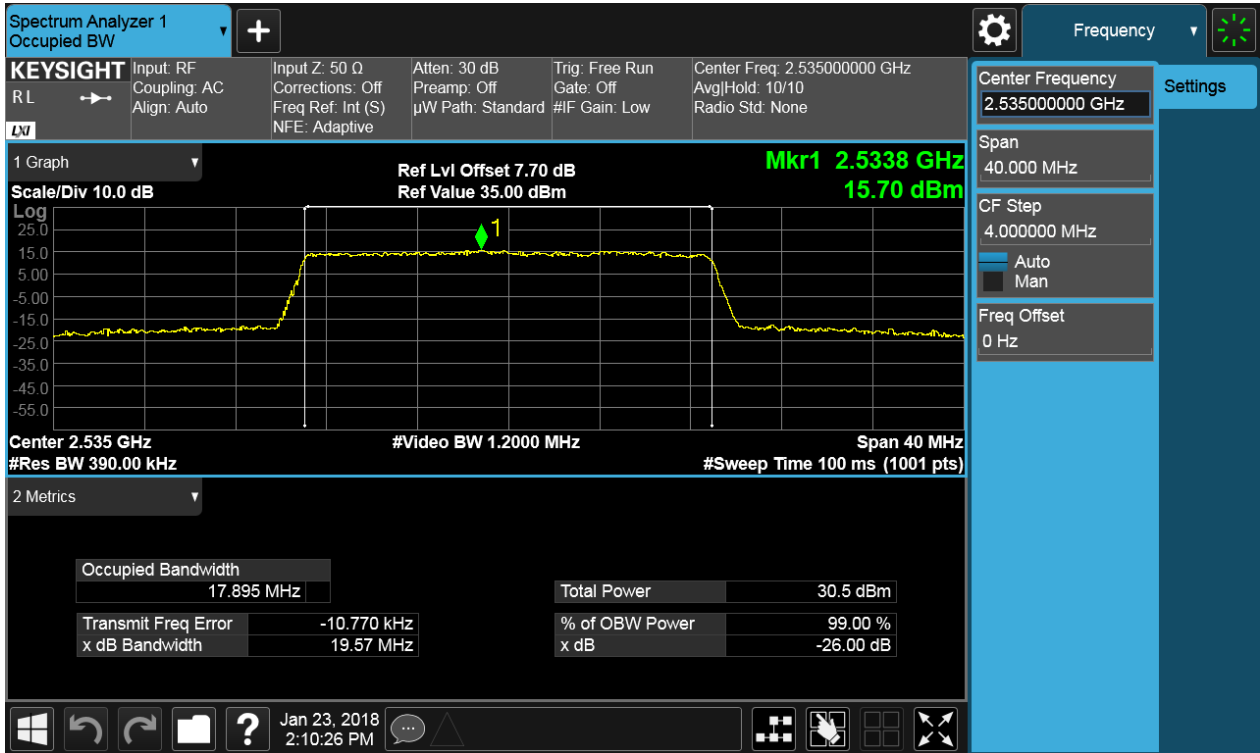 Spectrum Analyzer 1
Occupied BW
+
Frequency
KEYSIGHT
RL
LXI
Input: RF
Coupling: AC
Align: Auto
Input Z: 50 Ω
Corrections: Off
Freq Ref: Int (S)
NFE: Adaptive
Atten: 30 dB
Preamp: Off
µW Path: Standard
Trig: Free Run
Gate: Off
#IF Gain: Low
Center Freq: 2.535000000 GHz
Avg|Hold: 10/10
Radio Std: None
Center Frequency
2.535000000 GHz
Settings
Span
40.000 MHz
CF Step
4.000000 MHz
Auto
Man
Freq Offset
0 Hz
1 Graph
Scale/Div 10.0 dB
Ref Lvl Offset 7.70 dB
Ref Value 35.00 dBm
Mkr1 2.5338 GHz
15.70 dBm
Log
25.0
15.0
5.00
-5.00
-15.0
-25.0
-35.0
-45.0
-55.0
1
Center 2.535 GHz
#Video BW 1.2000 MHz
Span 40 MHz
#Res BW 390.00 kHz
#Sweep Time 100 ms (1001 pts)
2 Metrics
Occupied Bandwidth
17.895 MHz
Total Power 30.5 dBm
Transmit Freq Error -10.770 kHz
% of OBW Power 99.00 %
x dB Bandwidth 19.57 MHz
x dB -26.00 dB
?
Jan 23, 2018
2:10:26 PM